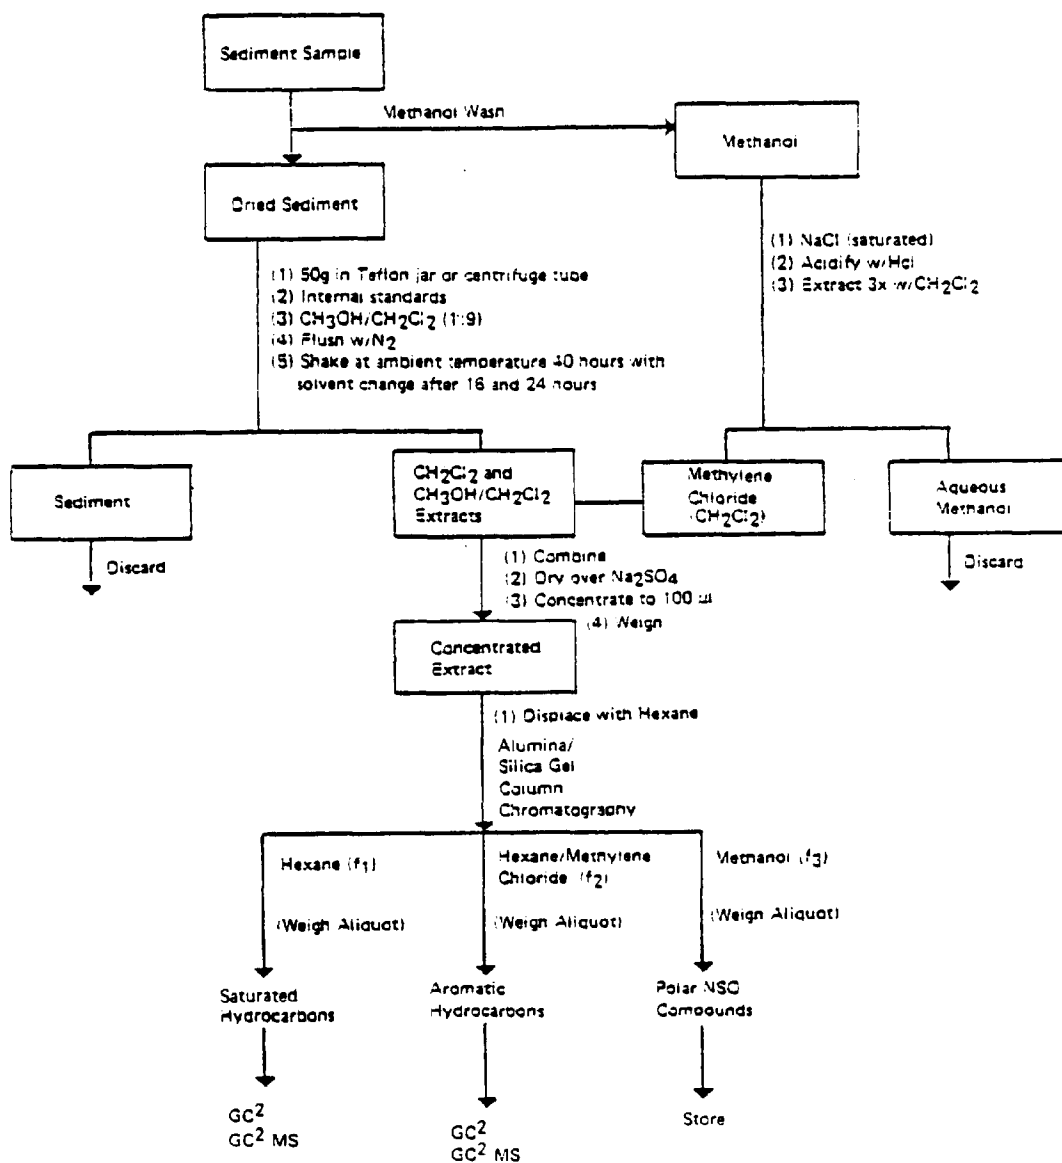 Sediment Sample
Methanol Wash
Methanol
Dried Sediment
(1) NaCl (saturated)
(2) Acidify w/Hcl
(3) Extract 3x w/CH2Cl2
(1) 50g in Teflon jar or centrifuge tube
(2) Internal standards
(3) CH3OH/CH2Cl2 (1:9)
(4) Flush w/N2
(5) Shake at ambient temperature 40 hours with
solvent change after 16 and 24 hours
Sediment
CH2Cl2 and
CH3OH/CH2Cl2
Extracts
Methylene
Chloride
(CH2Cl2)
Aqueous
Methanol
Discard
Discard
(1) Combine
(2) Dry over Na2SO4
(3) Concentrate to 100 μl
(4) Weigh
Concentrated
Extract
(1) Displace with Hexane
Alumina/
Silica Gel
Column
Chromatography
Hexane (f1)
Hexane/Methylene
Chloride (f2)
Methanol (f3)
(Weigh Aliquot)
(Weigh Aliquot)
(Weigh Aliquot)
Saturated
Hydrocarbons
Aromatic
Hydrocarbons
Polar NSO
Compounds
GC2
GC2 MS
GC2
GC2 MS
Store